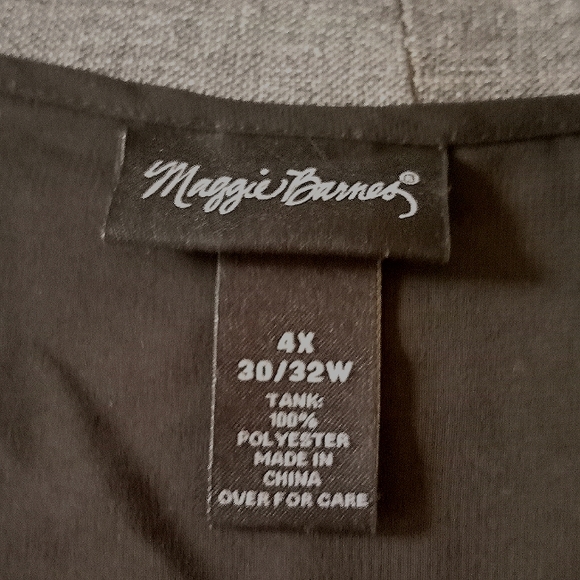 Maggie Barnes®
4X
30/32W
TANK:
100%
POLYESTER
MADE IN
CHINA
OVER FOR CARE